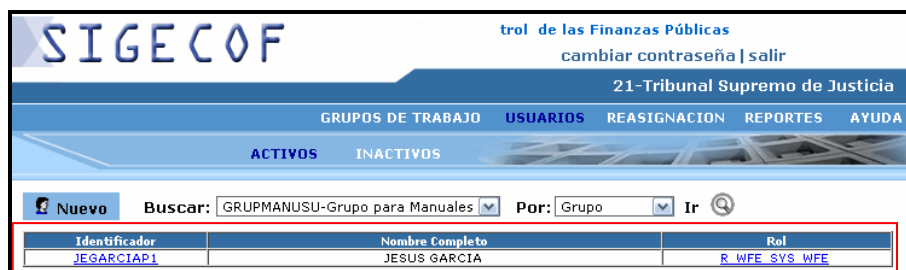 SIGECOF
trol de las Finanzas Públicas
cambiar contraseña | salir
21-Tribunal Supremo de Justicia
GRUPOS DE TRABAJO USUARIOS REASIGNACION REPORTES AYUDA
ACTIVOS INACTIVOS
Nuevo Buscar: GRUPMANUSU-Grupo para Manuales Por: Grupo Ir
Identificador Nombre Completo Rol
JEGARCIAP1 JESUS GARCIA R_WFE_SYS_WFE